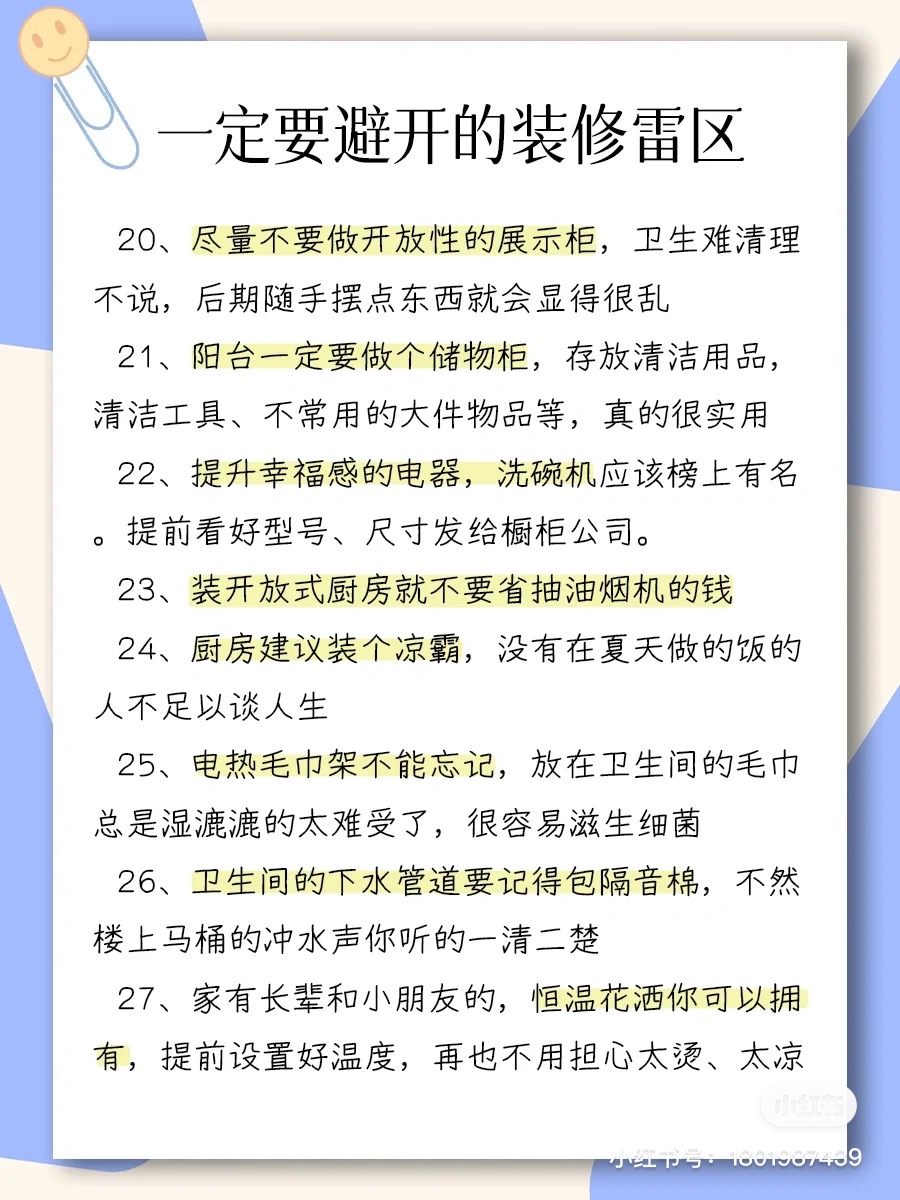 一定要避开的装修雷区
20、尽量不要做开放性的展示柜，卫生难清理
不说，后期随手摆点东西就会显得很乱
21、阳台一定要做个储物柜，存放清洁用品，
清洁工具、不常用的大件物品等，真的很实用
22、提升幸福感的电器，洗碗机应该榜上有名
。提前看好型号、尺寸发给橱柜公司。
23、装开放式厨房就不要省抽油烟机的钱
24、厨房建议装个凉霸，没有在夏天做的饭的
人不足以谈人生
25、电热毛巾架不能忘记，放在卫生间的毛巾
总是湿漉漉的太难受了，很容易滋生细菌
26、卫生间的下水管道要记得包隔音棉，不然
楼上马桶的冲水声你听的一清二楚
27、家有长辈和小朋友的，恒温花洒你可以拥
有，提前设置好温度，再也不用担心太烫、太凉
小红书
小红书号：1801987439